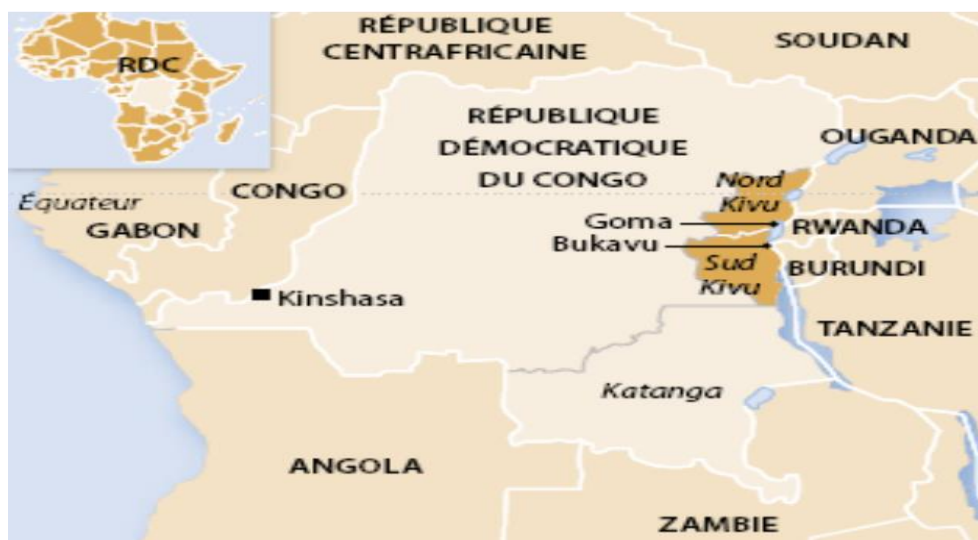 RDC
RÉPUBLIQUE
CENTRAFRICAINE
SOUDAN
RÉPUBLIQUE
DÉMOCRATIQUE
DU CONGO
OUGANDA
Nord
Kivu
Équateur
CONGO
GABON
Goma
RWANDA
Bukavu
Sud
Kivu
BURUNDI
Kinshasa
TANZANIE
Katanga
ANGOLA
ZAMBIE